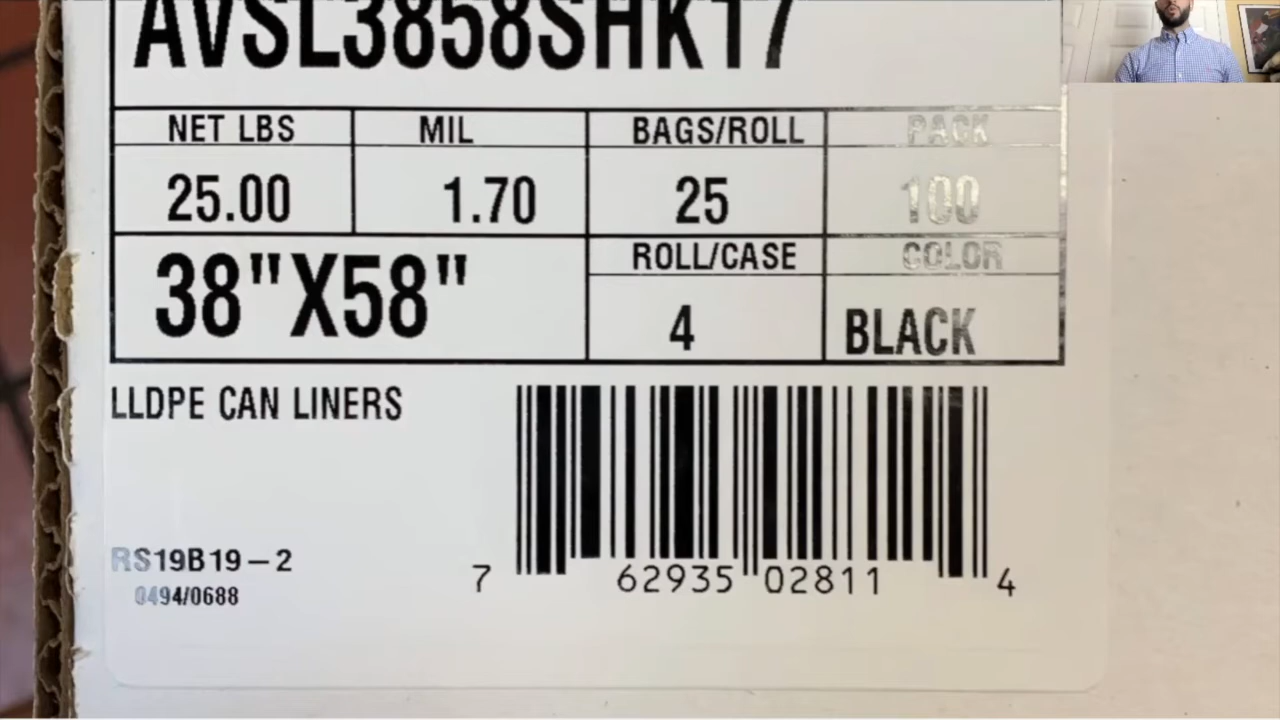 AVSL3858SHK17
NET LBS MIL BAGS/ROLL PACK
25.00 1.70 25 100
38"X58" ROLL/CASE COLOR
4 BLACK
LLDPE CAN LINERS
RS19B19-2
0494/0688
7 62935 02811 4